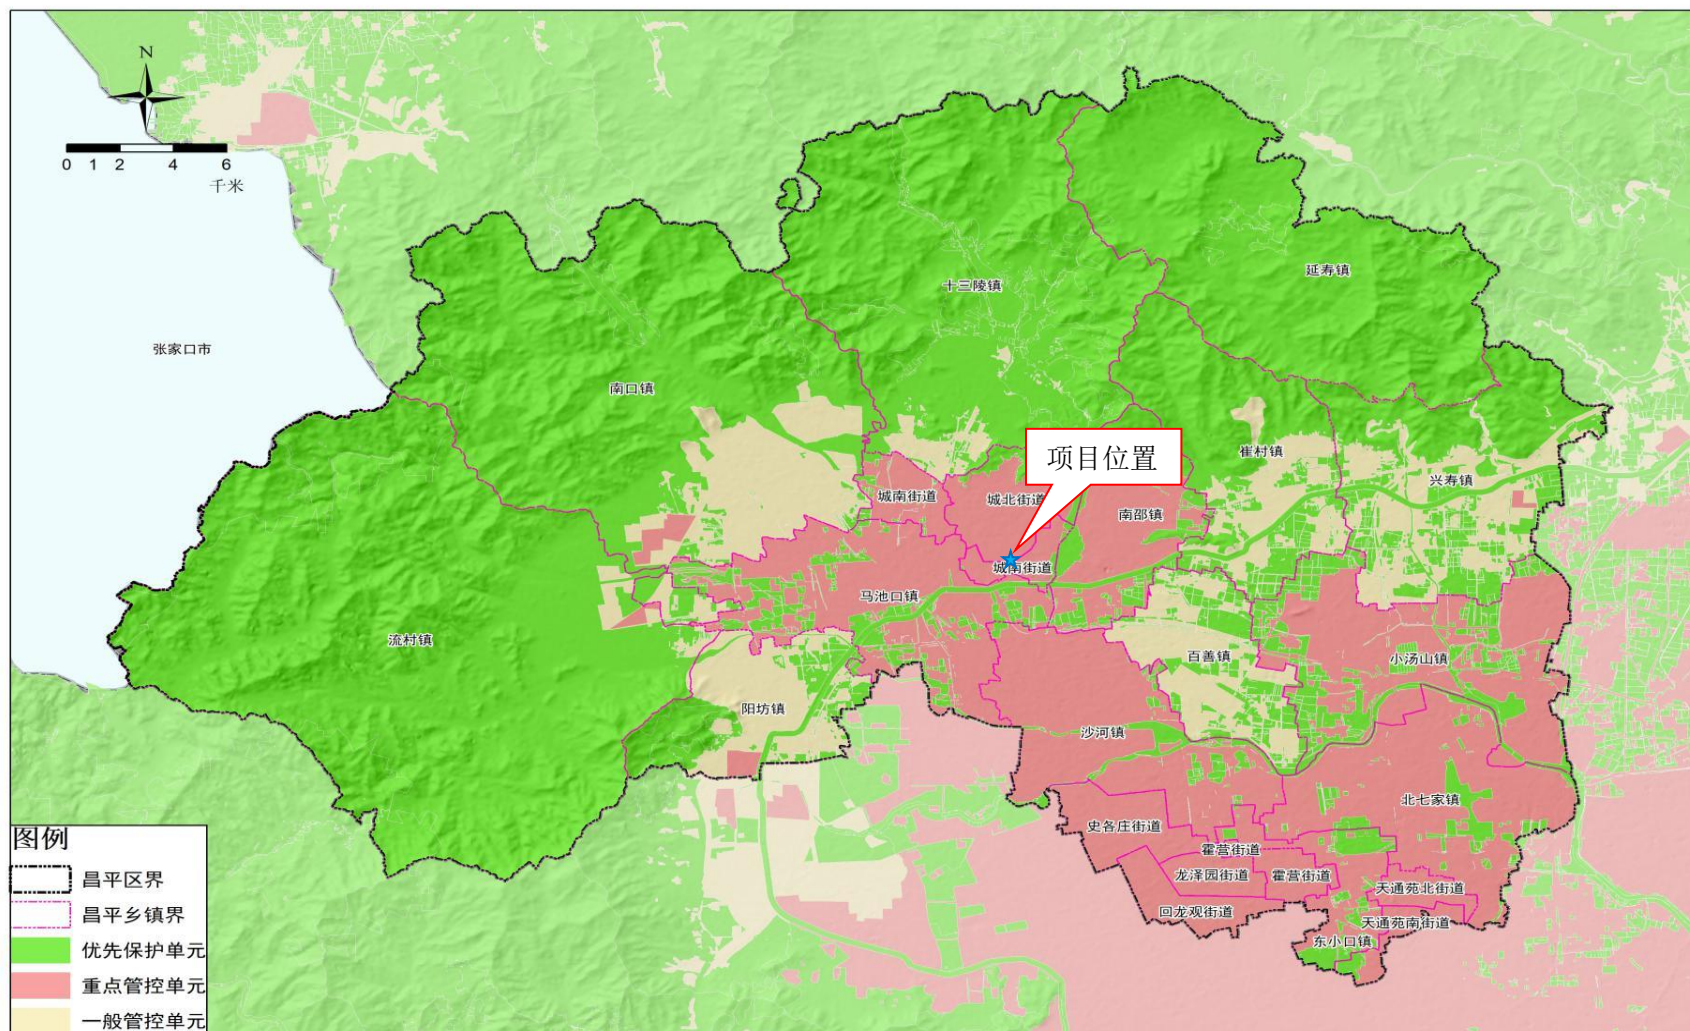 N
0 1 2 4 6
千米
张家口市
延寿镇
十三陵镇
南口镇
崔村镇
项目位置
兴寿镇
城南街道
城北街道
南邵镇
城南街道
马池口镇
流村镇
百善镇
小汤山镇
阳坊镇
沙河镇
北七家镇
史各庄街道
霍营街道
龙泽园街道
霍营街道
天通苑北街道
回龙观街道
天通苑南街道
东小口镇
图例
昌平区界
昌平乡镇界
优先保护单元
重点管控单元
一般管控单元